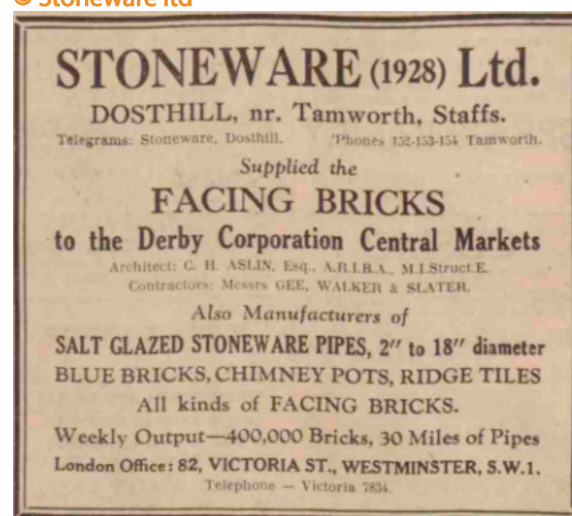 © Stoneware ltd
STONEWARE (1928) Ltd.
DOSTHILL, nr. Tamworth, Staffs.
Telegrams: Stoneware, Dosthill. 'Phones 152-153-154 Tamworth.
Supplied the
FACING BRICKS
to the Derby Corporation Central Markets
Architect: C. H. ASLIN, Esq., A.R.I.B.A., M.I.Struct.E.
Contractors: Messrs GEE, WALKER & SLATER.
Also Manufacturers of
SALT GLAZED STONEWARE PIPES, 2″ to 18″ diameter
BLUE BRICKS, CHIMNEY POTS, RIDGE TILES
All kinds of FACING BRICKS.
Weekly Output—400,000 Bricks, 30 Miles of Pipes
London Office: 82, VICTORIA ST., WESTMINSTER, S.W.1.
Telephone — Victoria 7834.